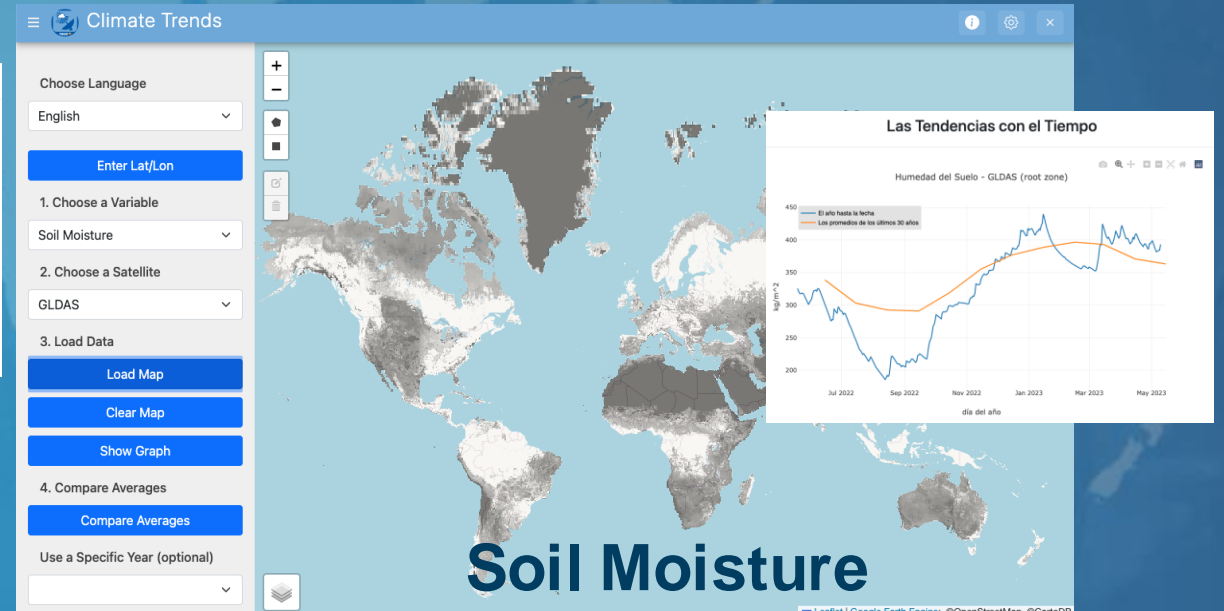 Climate Trends
Choose Language
English
Enter Lat/Lon
1. Choose a Variable
Soil Moisture
2. Choose a Satellite
GLDAS
3. Load Data
Load Map
Clear Map
Show Graph
4. Compare Averages
Compare Averages
Use a Specific Year (optional)
+
−
Las Tendencias con el Tiempo
Humedad del Suelo - GLDAS (root zone)
El año hasta la fecha
Los promedios de los últimos 30 años
450
400
350
300
250
200
kg/m^2
Jul 2022 Sep 2022 Nov 2022 Jan 2023 Mar 2023 May 2023
día del año
Soil Moisture
Leaflet | Google Earth Engine, ©OpenStreetMap, ©CartoDB